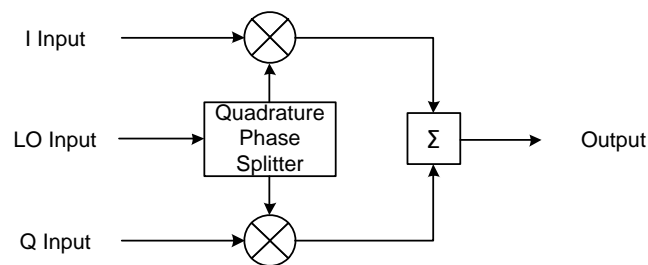 I Input
Quadrature
Phase
Splitter
LO Input
Σ
Output
Q Input